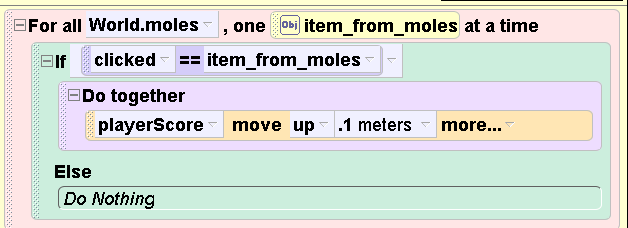 For all World.moles , one Obj item_from_moles at a time
If clicked == item_from_moles
Do together
playerScore move up .1 meters more...
Else
Do Nothing